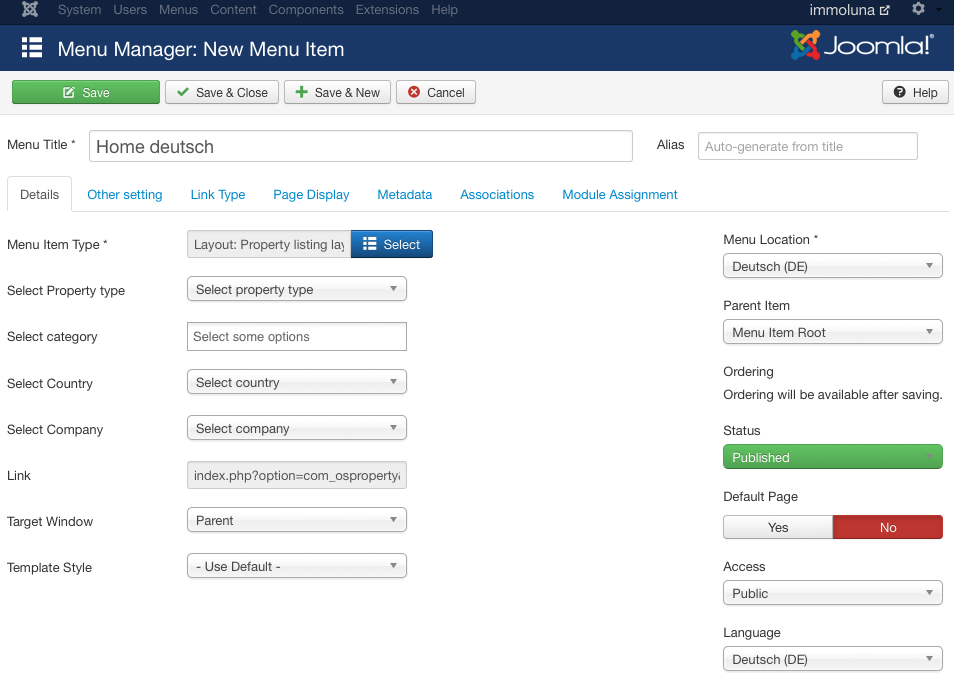 System Users Menus Content Components Extensions Help immoluna
Menu Manager: New Menu Item Joomla!®
Save Save & Close Save & New Cancel Help
Menu Title * Home deutsch Alias Auto-generate from title
Details Other setting Link Type Page Display Metadata Associations Module Assignment
Menu Item Type * Layout: Property listing lay Select
Select Property type Select property type
Select category Select some options
Select Country Select country
Select Company Select company
Link index.php?option=com_osproperty&
Target Window Parent
Template Style - Use Default -
Menu Location *
Deutsch (DE)
Parent Item
Menu Item Root
Ordering
Ordering will be available after saving.
Status
Published
Default Page
Yes No
Access
Public
Language
Deutsch (DE)